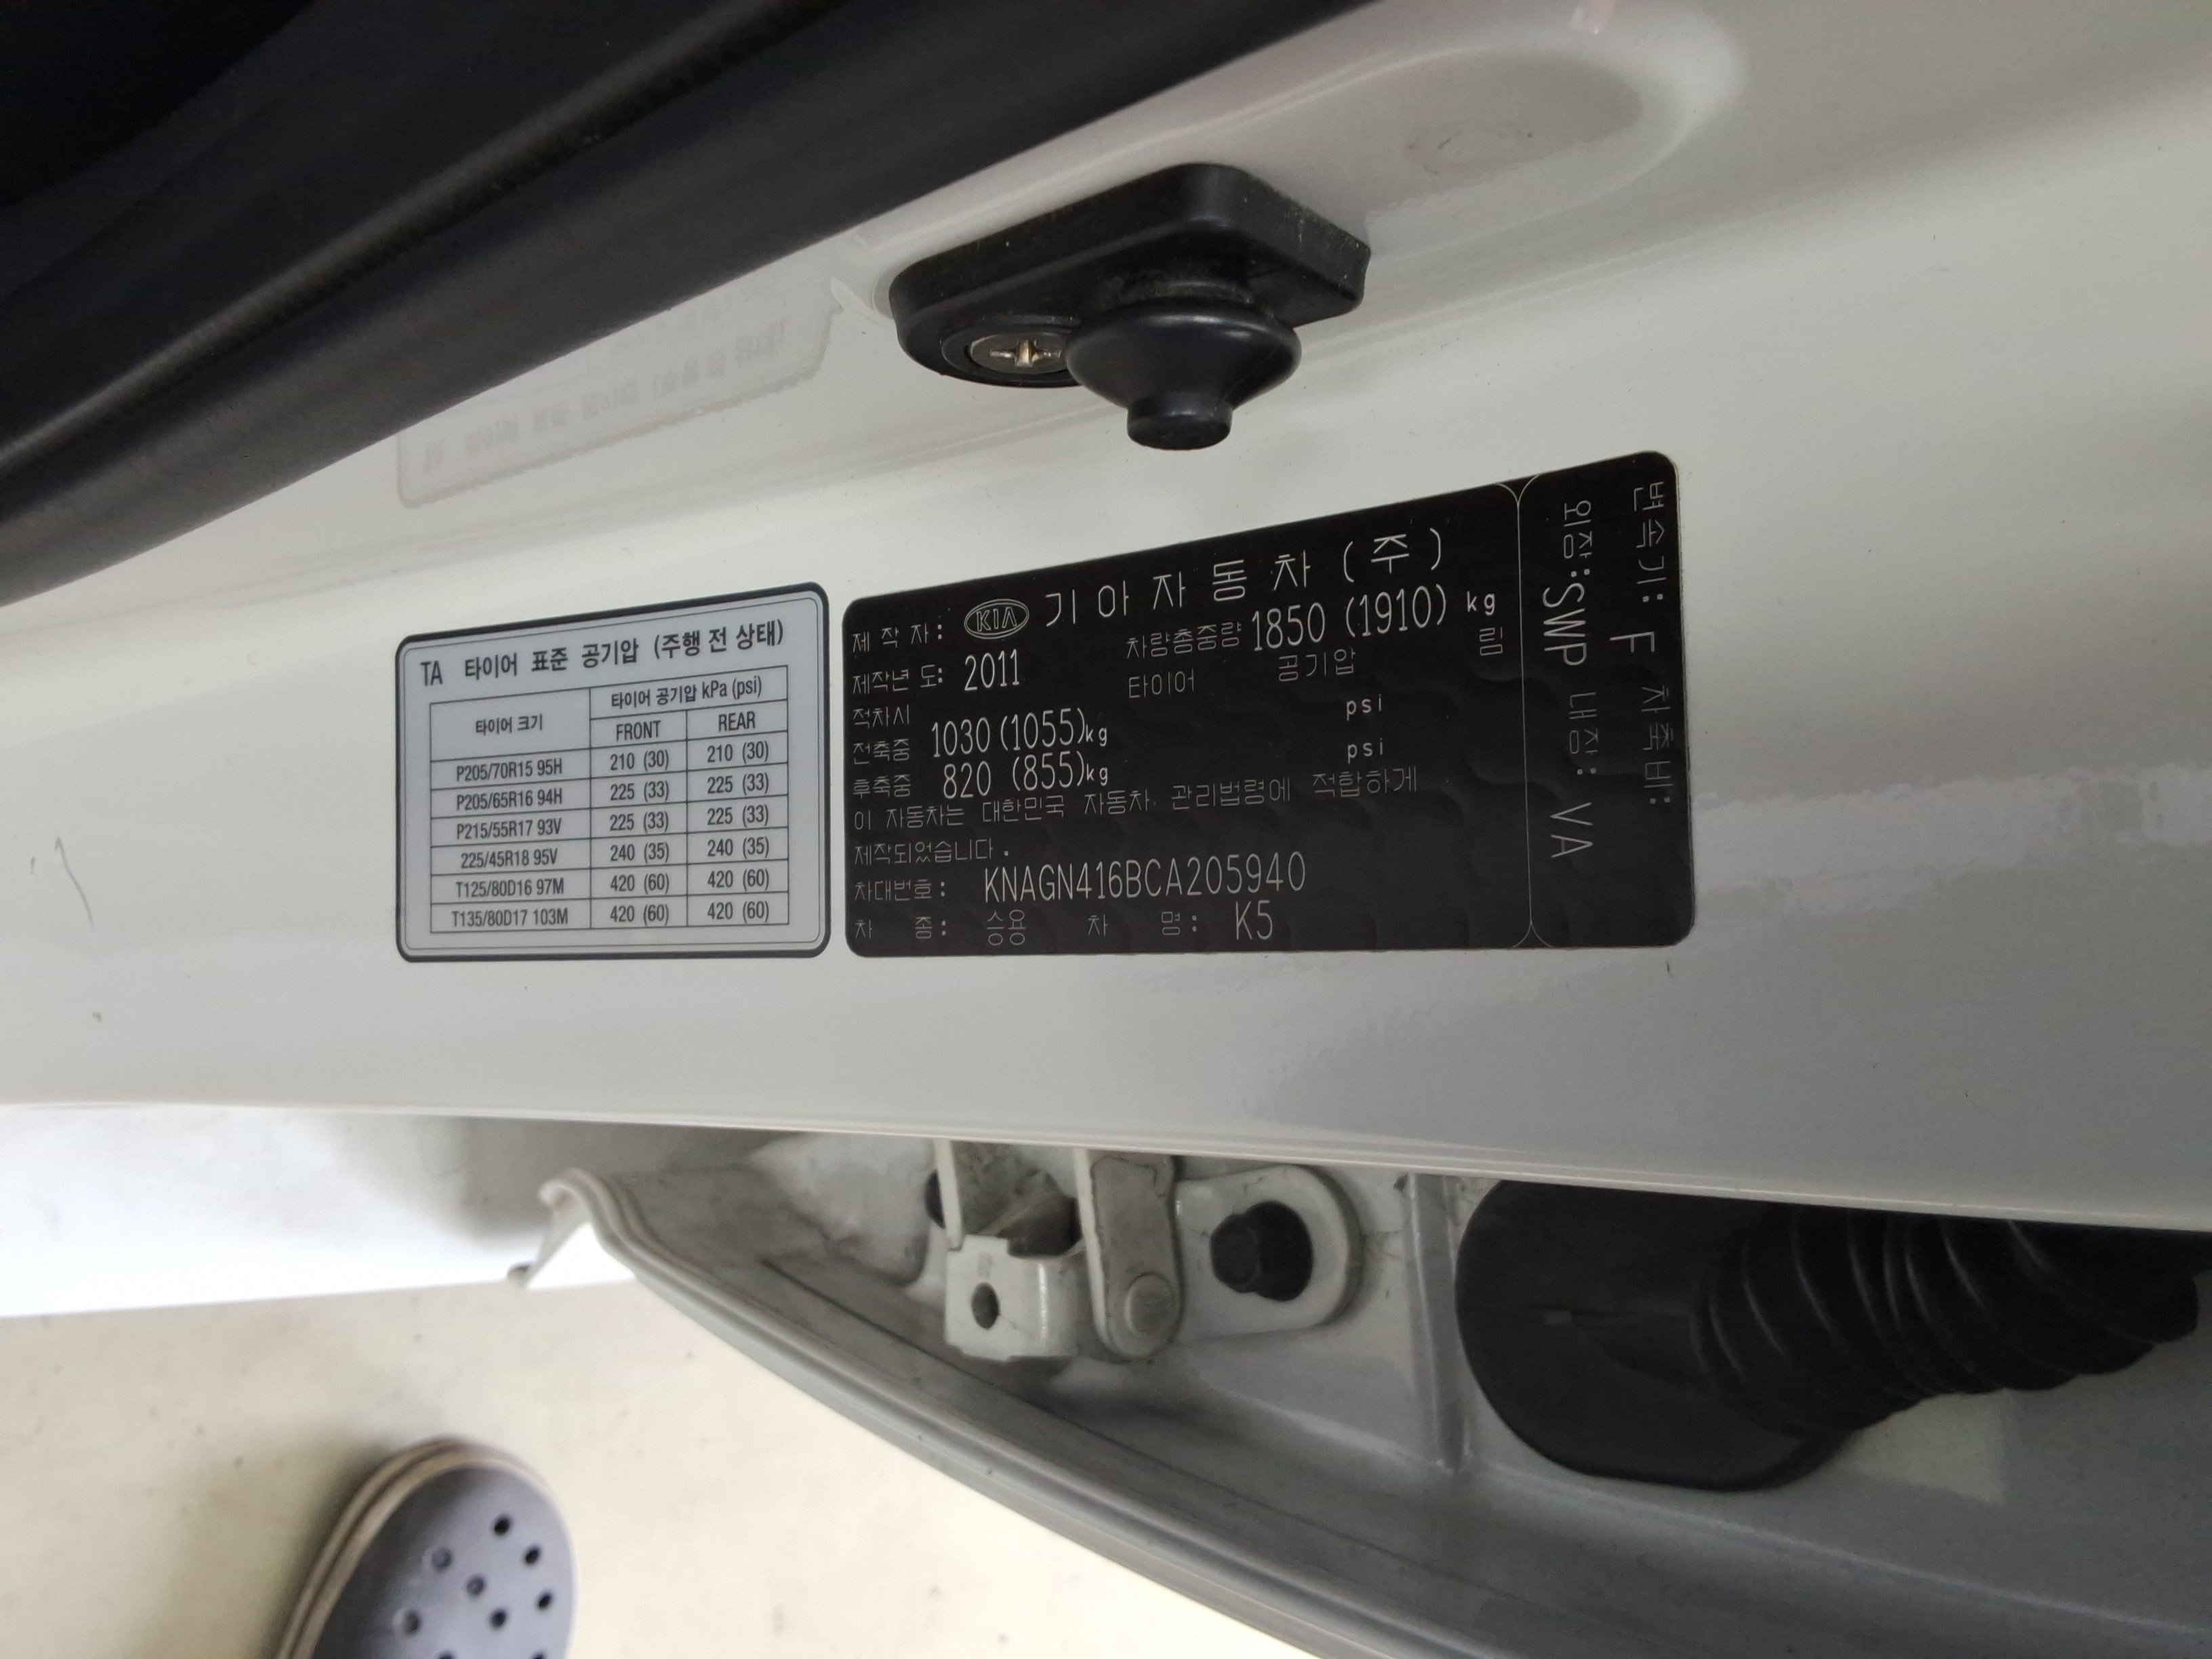 TA 타이어 표준 공기압 (주행 전 상태)
타이어 크기 타이어 공기압 kPa (psi)
FRONT REAR
P205/70R15 95H 210 (30) 210 (30)
P205/65R16 94H 225 (33) 225 (33)
P215/55R17 93V 225 (33) 225 (33)
225/45R18 95V 240 (35) 240 (35)
T125/80D16 97M 420 (60) 420 (60)
T135/80D17 103M 420 (60) 420 (60)
제 작 자: KIA 기 아 자 동 차 (주)
제작년 도: 2011 차량총중량 1850 (1910) kg
적차시 타이어 공기압 림
전축중 1030 (1055)kg psi
후축중 820 (855)kg psi
이 자동차는 대한민국 자동차 관리법령에 적합하게
제작되었습니다.
차대번호: KNAGN416BCA205940
차 종: 승용 차 명: K5
변속기: F 차축비:
외장:SWP 내장: VA